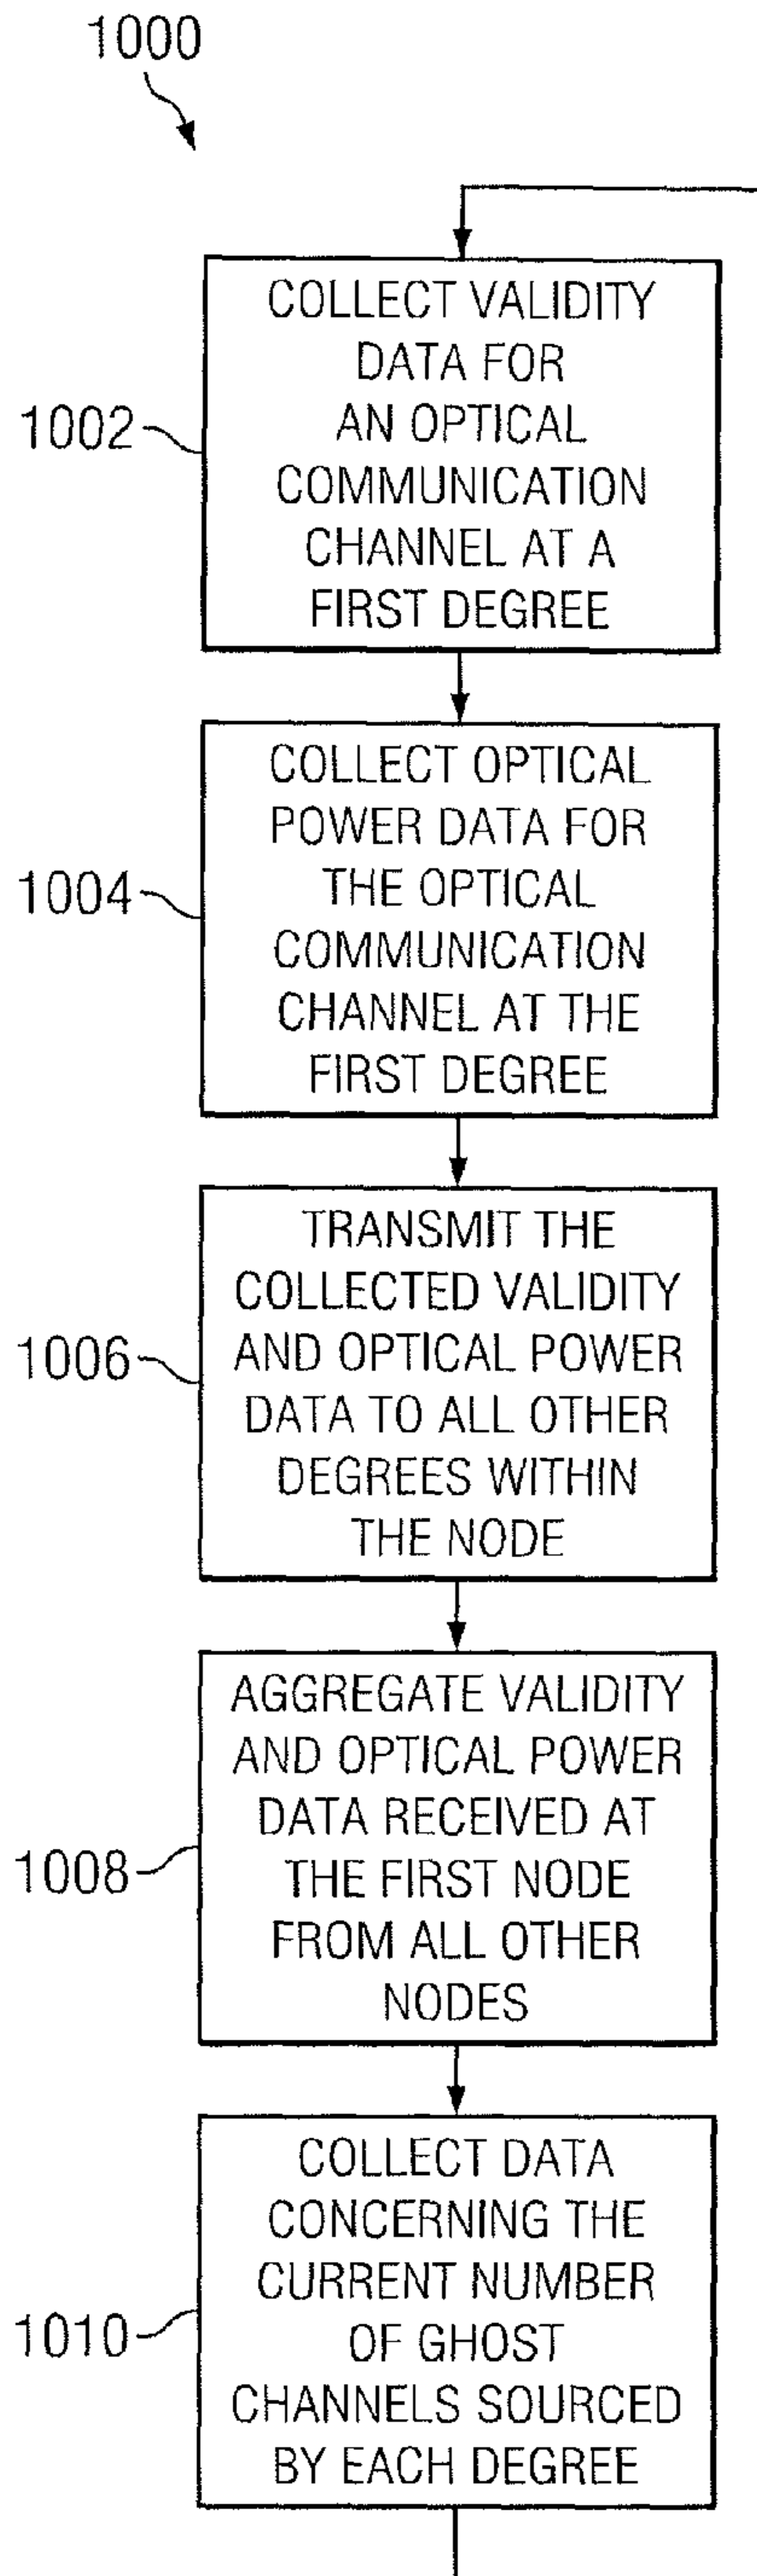 1000
COLLECT VALIDITY
DATA FOR
AN OPTICAL
COMMUNICATION
CHANNEL AT A
FIRST DEGREE
1002
COLLECT OPTICAL
POWER DATA FOR
THE OPTICAL
COMMUNICATION
CHANNEL AT THE
FIRST DEGREE
1004
TRANSMIT THE
COLLECTED VALIDITY
AND OPTICAL POWER
DATA TO ALL OTHER
DEGREES WITHIN
THE NODE
1006
AGGREGATE VALIDITY
AND OPTICAL POWER
DATA RECEIVED AT
THE FIRST NODE
FROM ALL OTHER
NODES
1008
COLLECT DATA
CONCERNING THE
CURRENT NUMBER
OF GHOST
CHANNELS SOURCED
BY EACH DEGREE
1010